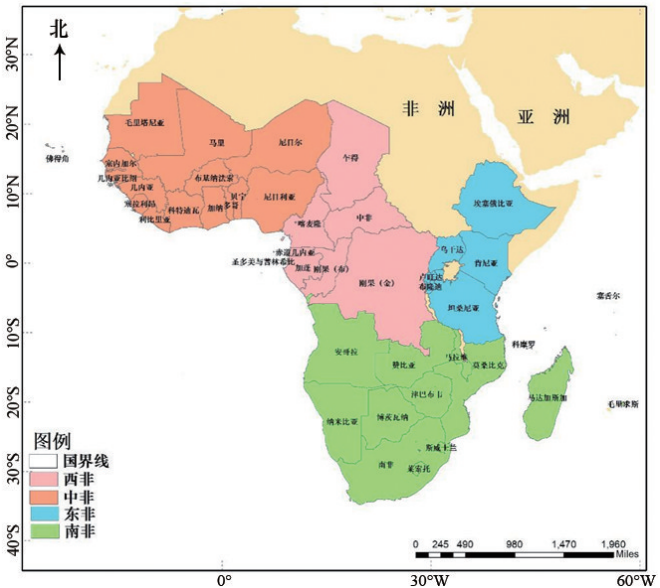 北
30°N
20°N
10°N
0°
10°S
20°S
30°S
40°S
非 洲
亚 洲
毛里塔尼亚
马里
尼日尔
乍得
佛得角
塞内加尔
几内亚比绍
几内亚
塞拉利昂
利比里亚
科特迪瓦
布基纳法索
加纳
多哥
贝宁
尼日利亚
喀麦隆
中非
埃塞俄比亚
乌干达
肯尼亚
赤道几内亚
圣多美与普林希比
加蓬
刚果(布)
刚果(金)
卢旺达
布隆迪
坦桑尼亚
塞舌尔
科摩罗
安哥拉
赞比亚
马拉维
莫桑比克
马达加斯加
毛里求斯
津巴布韦
纳米比亚
博茨瓦纳
斯威士兰
南非
莱索托
图例
国界线
西非
中非
东非
南非
0 245 490 980 1,470 1,960
Miles
0° 30°W 60°W